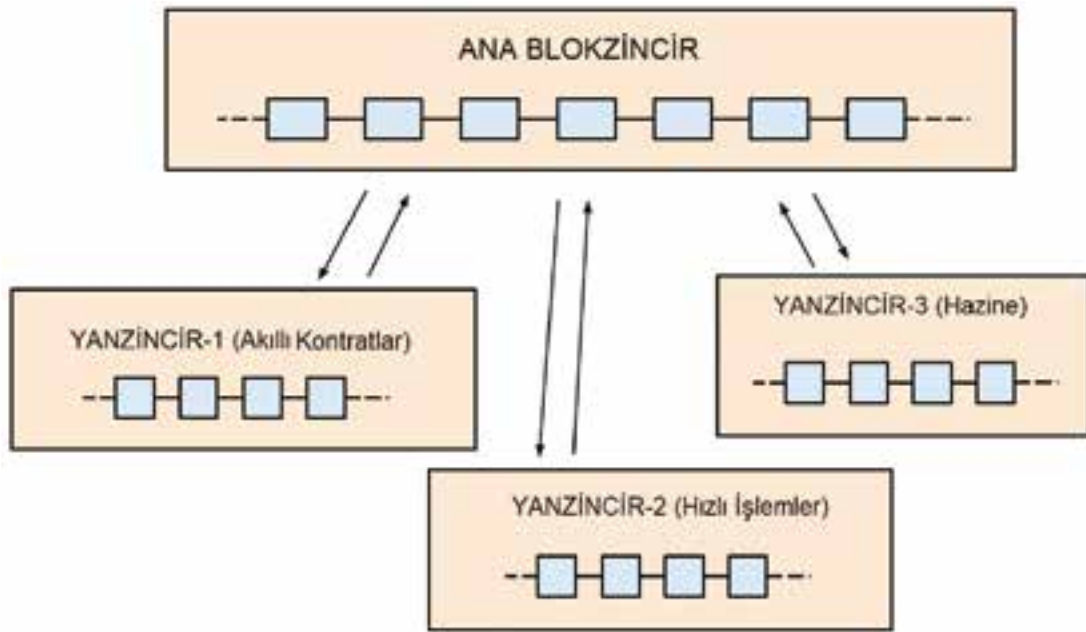 ANA BLOKZİNCİR
YANZİNCİR-1 (Akıllı Kontratlar)
YANZİNCİR-3 (Hazine)
YANZİNCİR-2 (Hızlı İşlemler)